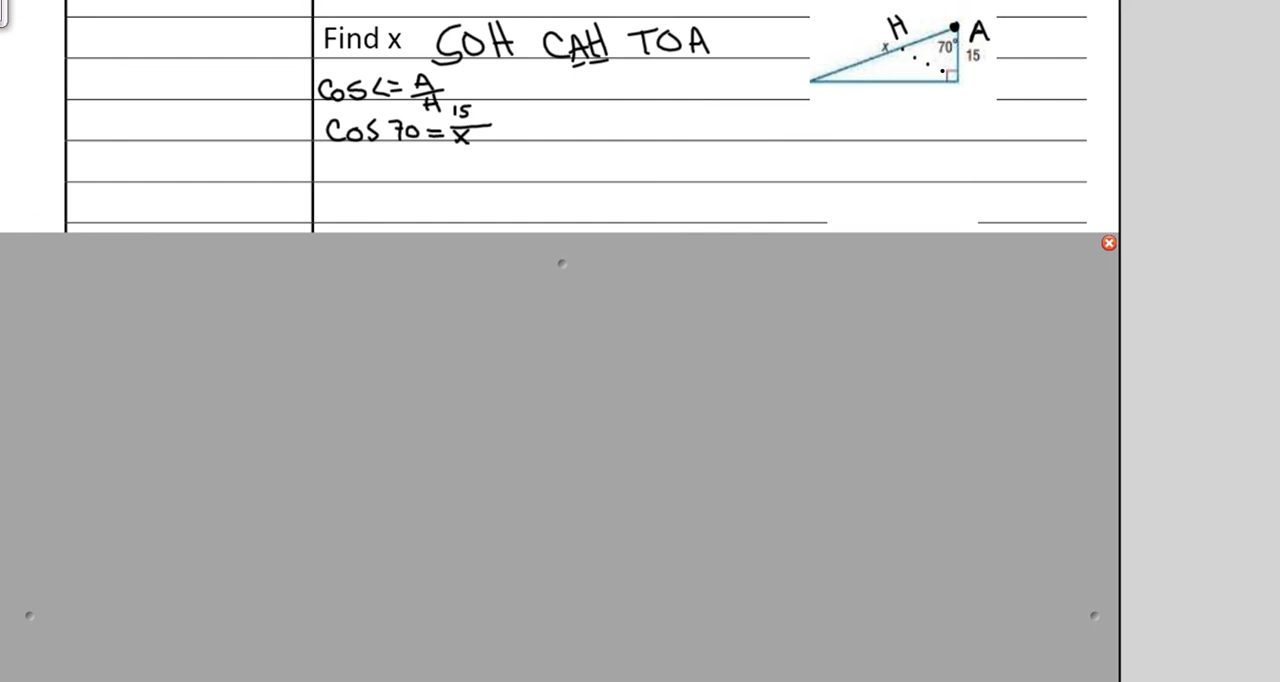 Find x SOH CAH TOA
Cos <= A/H
Cos 70 = 15/x
H
A
x
70°
15